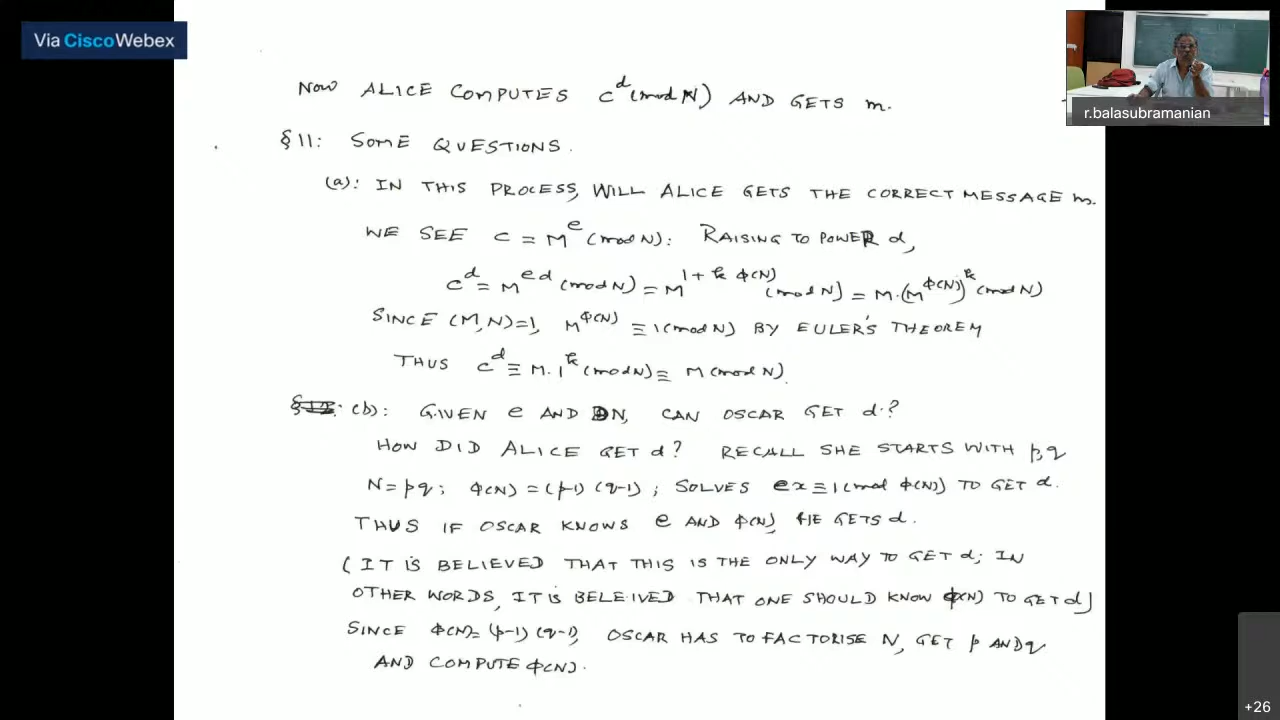 Via Cisco Webex
r.balasubramanian
NOW ALICE COMPUTES C^d (mod N) AND GETS m.
§11: SOME QUESTIONS.
(a): IN THIS PROCESS, WILL ALICE GETS THE CORRECT MESSAGE m.
WE SEE C = M^e (mod N): RAISING TO POWER d,
C^d = M^{ed} (mod N) = M^{1+k φ(N)} (mod N) = M.(M^{φ(N)})^k (mod N)
SINCE (M,N)=1, M^{φ(N)} ≡ 1 (mod N) BY EULER'S THEOREM
THUS C^d ≡ M.1^k (mod N) ≡ M (mod N).
(b): GIVEN e AND N, CAN OSCAR GET d?
HOW DID ALICE GET d? RECALL SHE STARTS WITH p,q
N=pq; φ(N) = (p-1)(q-1); SOLVES ex ≡ 1 (mod φ(N)) TO GET d.
THUS IF OSCAR KNOWS e AND φ(N), HE GETS d.
(IT IS BELIEVED THAT THIS IS THE ONLY WAY TO GET d; IN
OTHER WORDS, IT IS BELEIVED THAT ONE SHOULD KNOW φ(N) TO GET d)
SINCE φ(N)=(p-1)(q-1), OSCAR HAS TO FACTORISE N, GET p AND q
AND COMPUTE φ(N).
+26